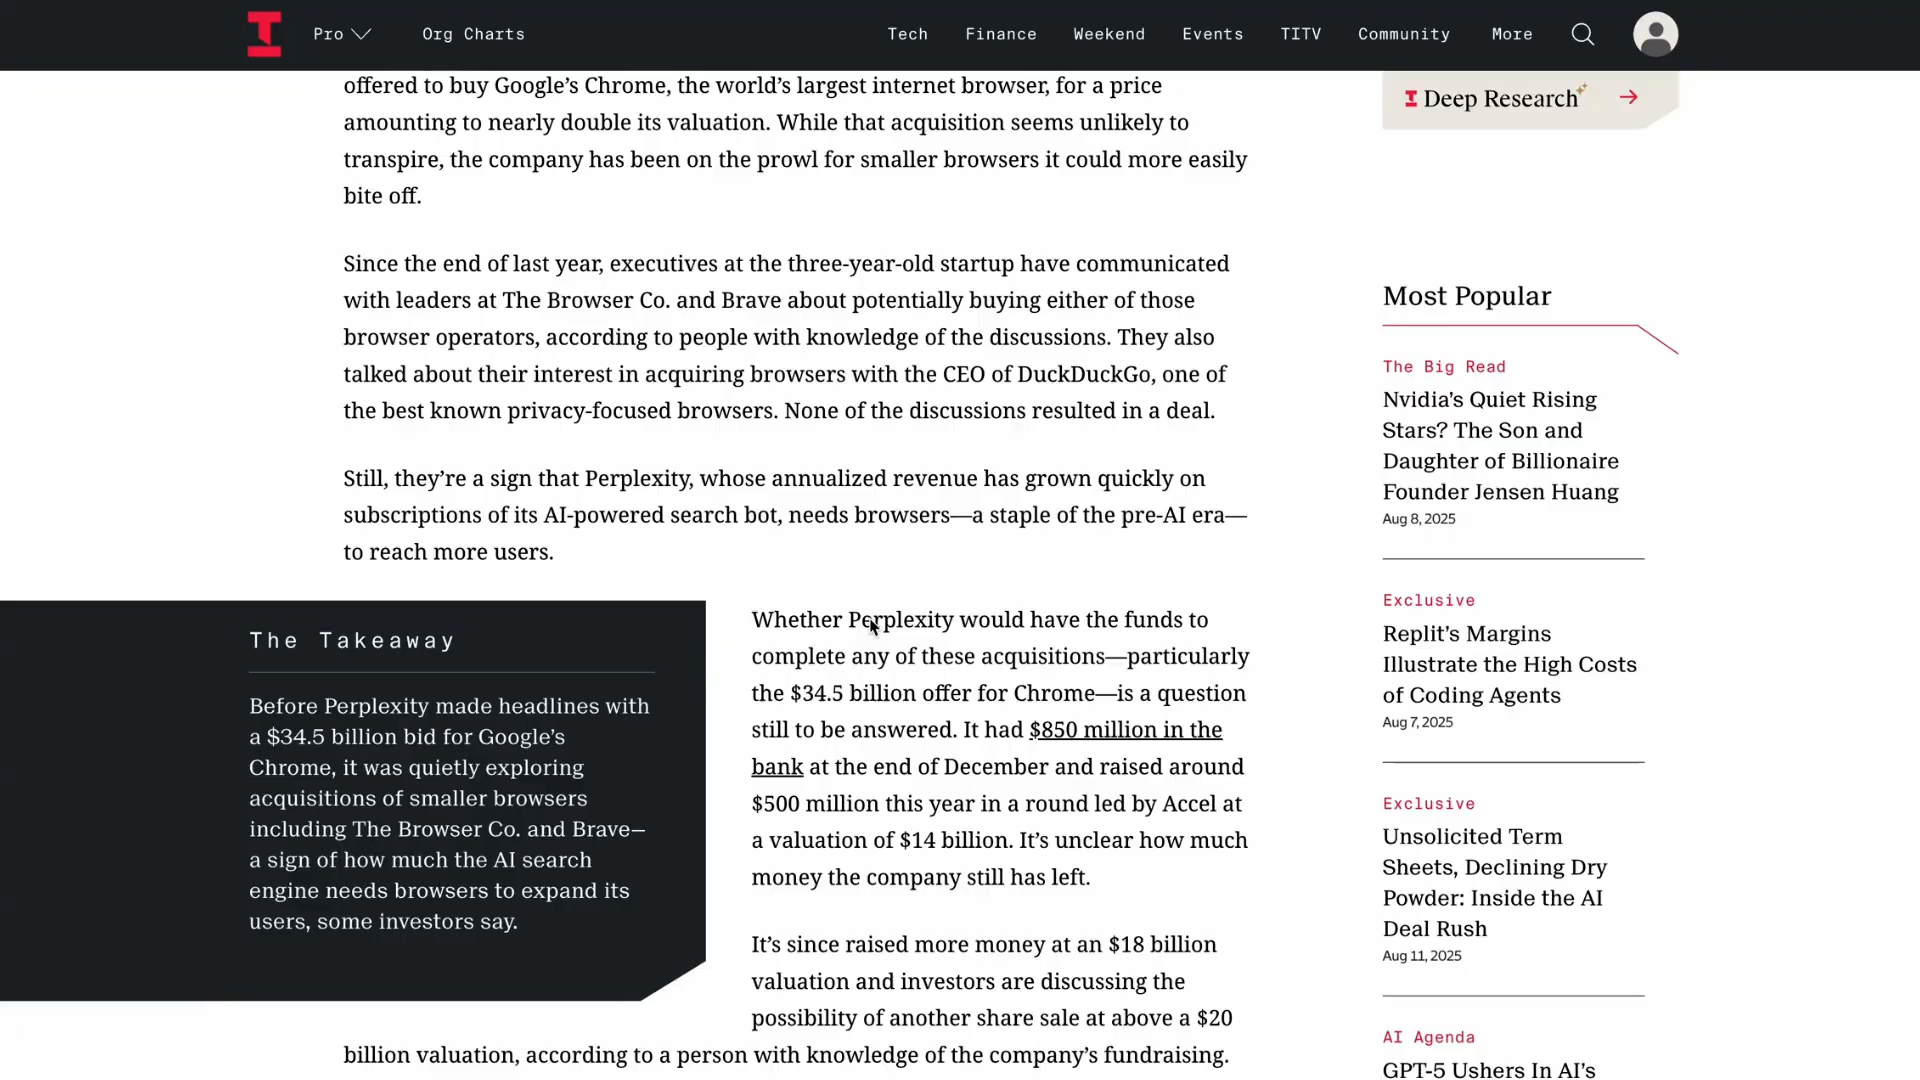 Pro
Org Charts
Tech
Finance
Weekend
Events
TITV
Community
More
offered to buy Google’s Chrome, the world’s largest internet browser, for a price
amounting to nearly double its valuation. While that acquisition seems unlikely to
transpire, the company has been on the prowl for smaller browsers it could more easily
bite off.
Since the end of last year, executives at the three-year-old startup have communicated
with leaders at The Browser Co. and Brave about potentially buying either of those
browser operators, according to people with knowledge of the discussions. They also
talked about their interest in acquiring browsers with the CEO of DuckDuckGo, one of
the best known privacy-focused browsers. None of the discussions resulted in a deal.
Still, they’re a sign that Perplexity, whose annualized revenue has grown quickly on
subscriptions of its AI-powered search bot, needs browsers—a staple of the pre-AI era—
to reach more users.
The Takeaway
Before Perplexity made headlines with
a $34.5 billion bid for Google’s
Chrome, it was quietly exploring
acquisitions of smaller browsers
including The Browser Co. and Brave—
a sign of how much the AI search
engine needs browsers to expand its
users, some investors say.
Whether Perplexity would have the funds to
complete any of these acquisitions—particularly
the $34.5 billion offer for Chrome—is a question
still to be answered. It had $850 million in the
bank at the end of December and raised around
$500 million this year in a round led by Accel at
a valuation of $14 billion. It’s unclear how much
money the company still has left.
It’s since raised more money at an $18 billion
valuation and investors are discussing the
possibility of another share sale at above a $20
billion valuation, according to a person with knowledge of the company’s fundraising.
Deep Research
Most Popular
The Big Read
Nvidia’s Quiet Rising
Stars? The Son and
Daughter of Billionaire
Founder Jensen Huang
Aug 8, 2025
Exclusive
Replit’s Margins
Illustrate the High Costs
of Coding Agents
Aug 7, 2025
Exclusive
Unsolicited Term
Sheets, Declining Dry
Powder: Inside the AI
Deal Rush
Aug 11, 2025
AI Agenda
GPT-5 Ushers In AI’s